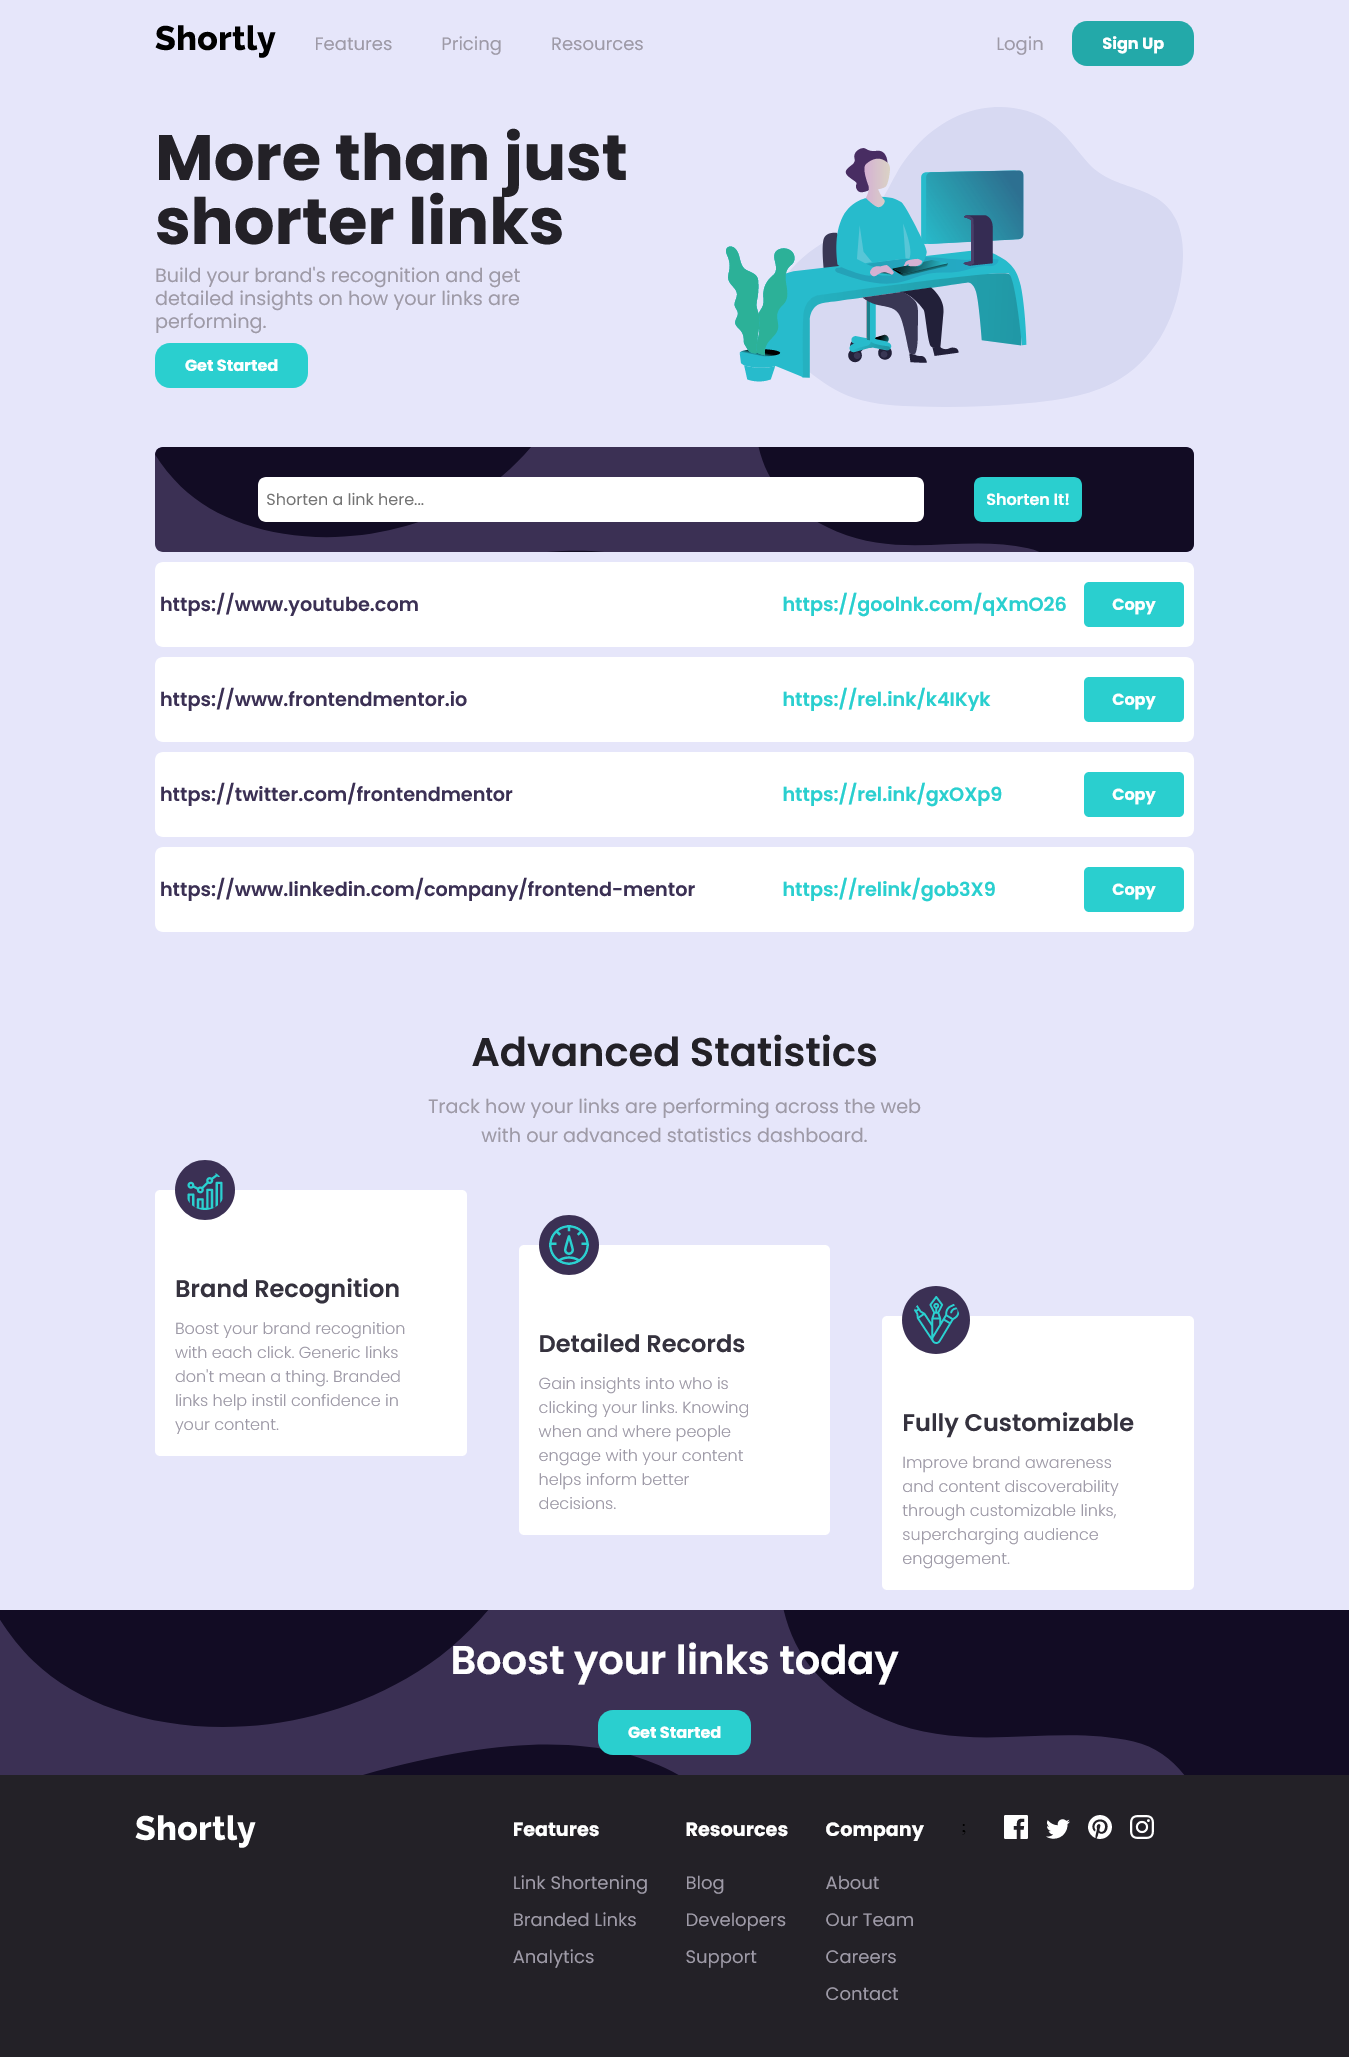 Shortly
Features
Pricing
Resources
Login
Sign Up
More than just
shorter links
Build your brand's recognition and get
detailed insights on how your links are
performing.
Get Started
Shorten a link here...
Shorten It!
https://www.youtube.com
https://goolnk.com/qXmO26
Copy
https://www.frontendmentor.io
https://rel.ink/k4IKyk
Copy
https://twitter.com/frontendmentor
https://rel.ink/gxOXp9
Copy
https://www.linkedin.com/company/frontend-mentor
https://relink/gob3X9
Copy
Advanced Statistics
Track how your links are performing across the web
with our advanced statistics dashboard.
Brand Recognition
Boost your brand recognition
with each click. Generic links
don't mean a thing. Branded
links help instil confidence in
your content.
Detailed Records
Gain insights into who is
clicking your links. Knowing
when and where people
engage with your content
helps inform better
decisions.
Fully Customizable
Improve brand awareness
and content discoverability
through customizable links,
supercharging audience
engagement.
Boost your links today
Get Started
Shortly
Features
Link Shortening
Branded Links
Analytics
Resources
Blog
Developers
Support
Company
About
Our Team
Careers
Contact
: